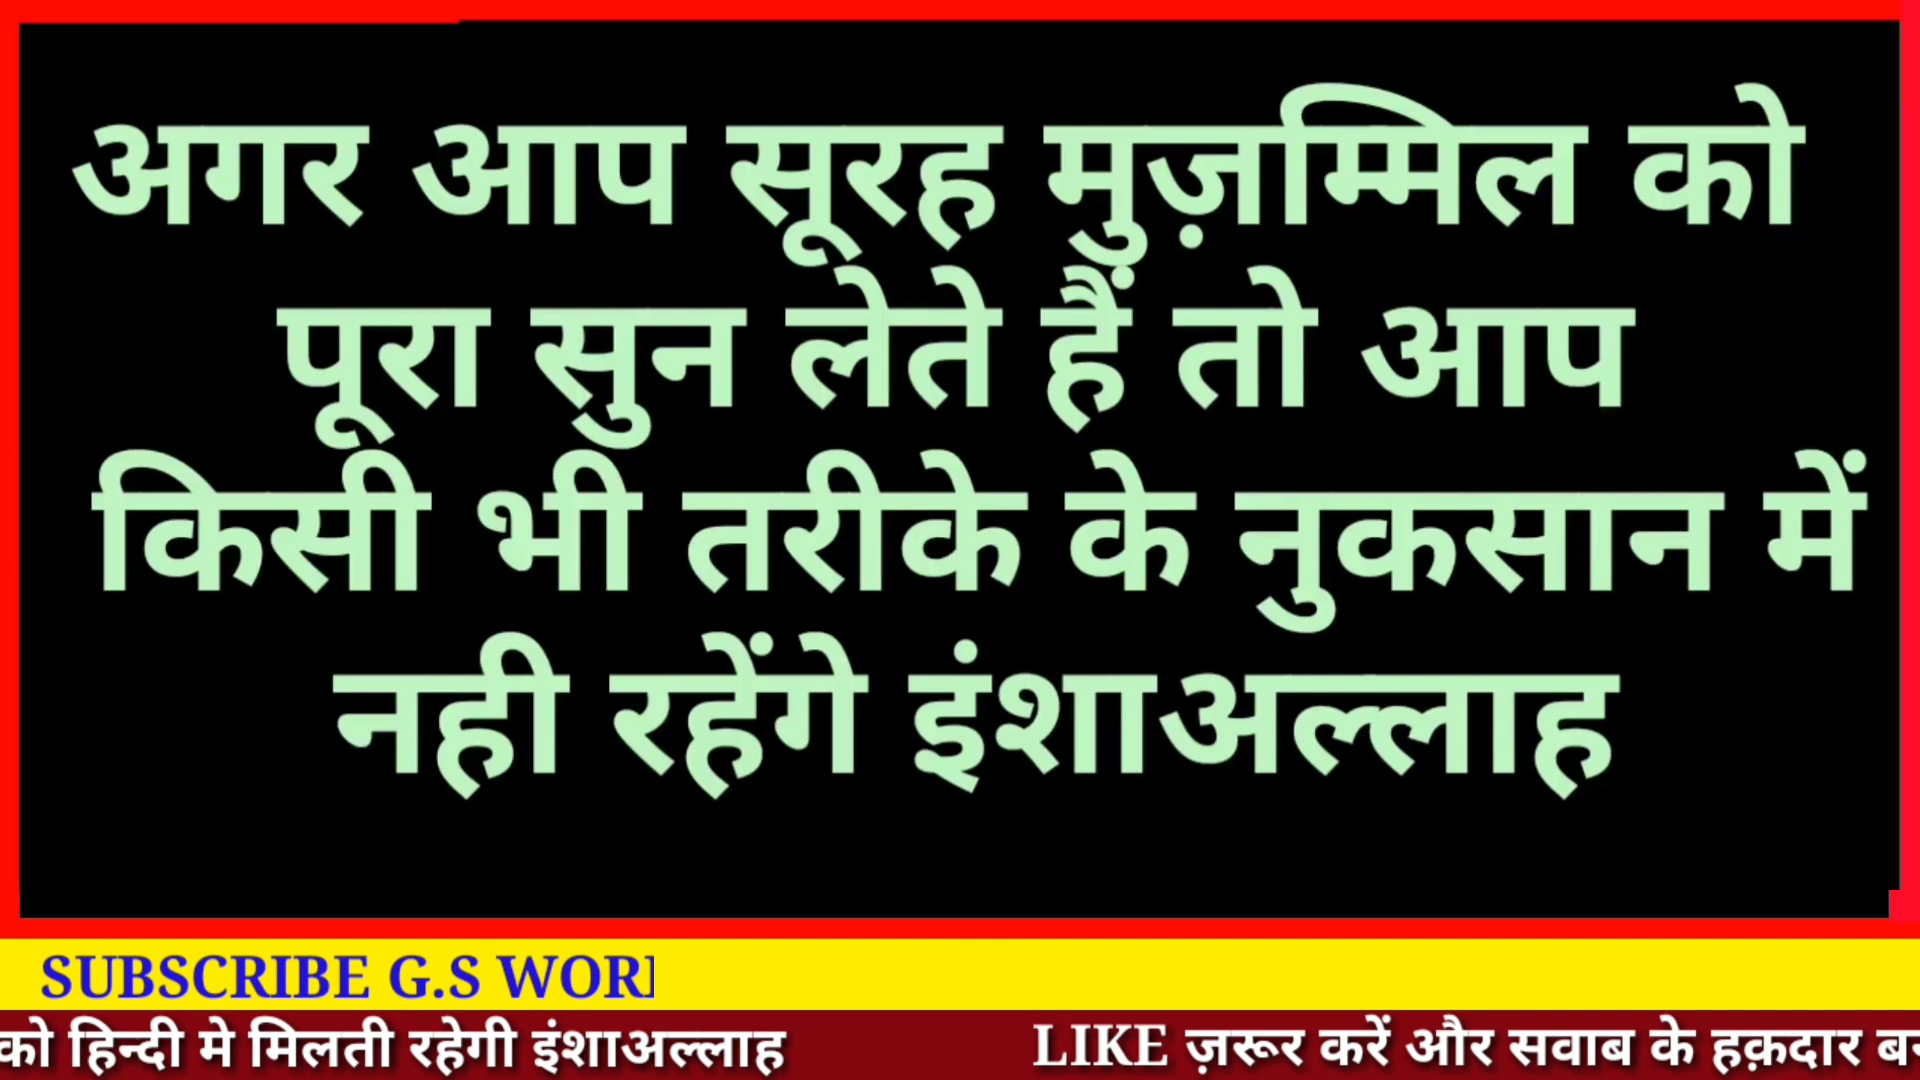 अगर आप सूरह मुज़म्मिल को
पूरा सुन लेते हैं तो आप
किसी भी तरीके के नुकसान में
नही रहेंगे इंशाअल्लाह
SUBSCRIBE G.S
को हिन्दी मे मिलती रहेगी इंशाअल्लाह LIKE ज़रूर करें और सवाब के हक़दार